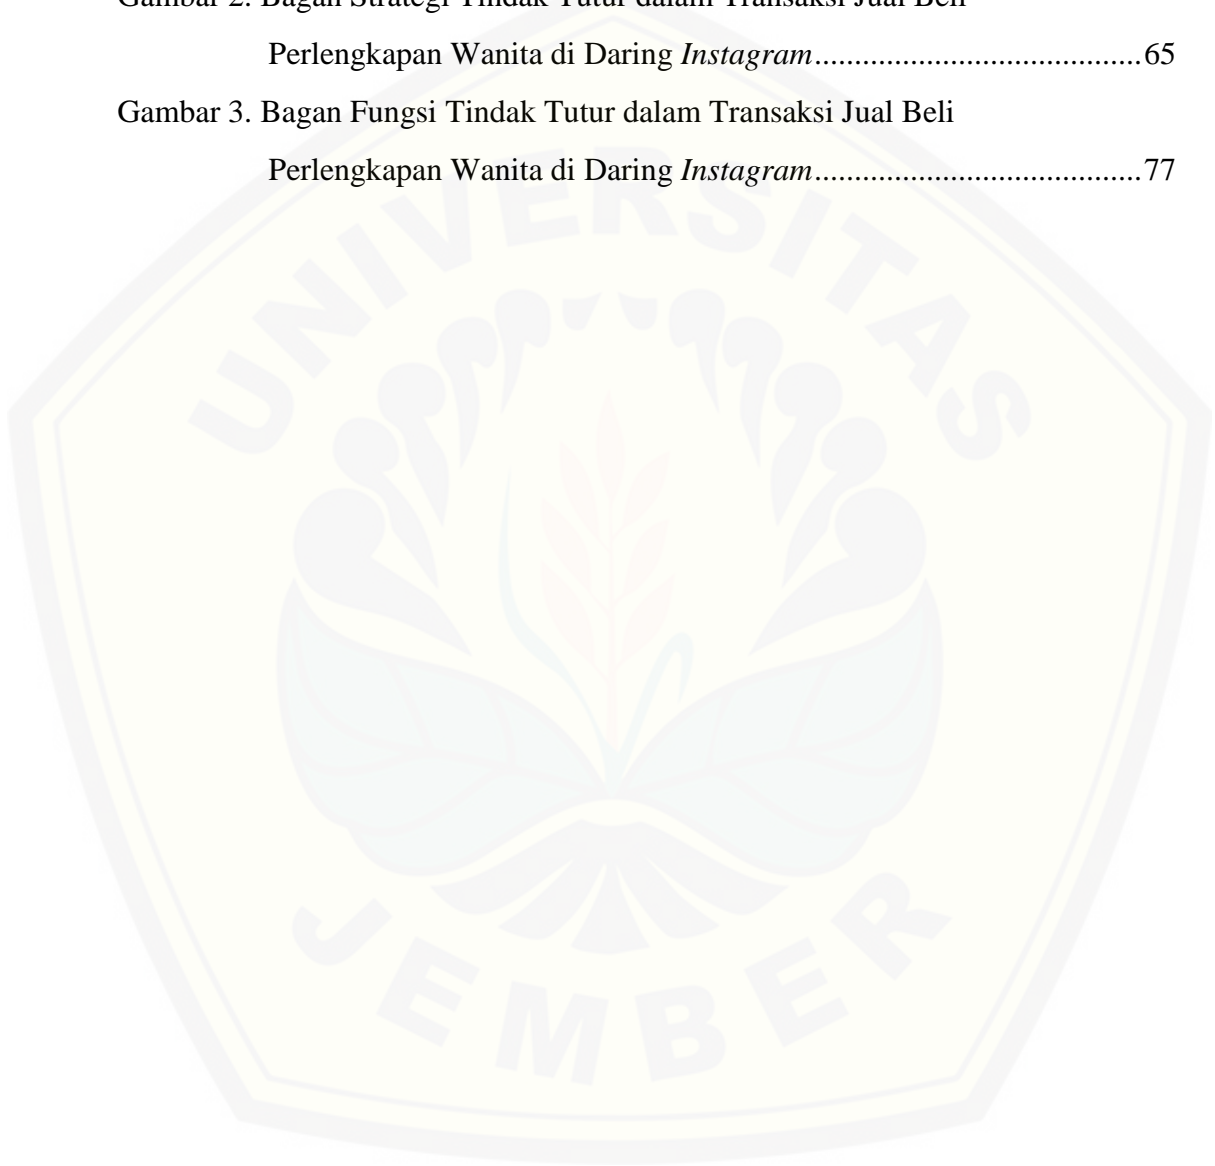 Gambar 2. Bagan Strategi Tindak Tutur dalam Transaksi Jual Beli
Perlengkapan Wanita di Daring Instagram.........................................65
Gambar 3. Bagan Fungsi Tindak Tutur dalam Transaksi Jual Beli
Perlengkapan Wanita di Daring Instagram.........................................77
UNIVERSITAS
JEMBER